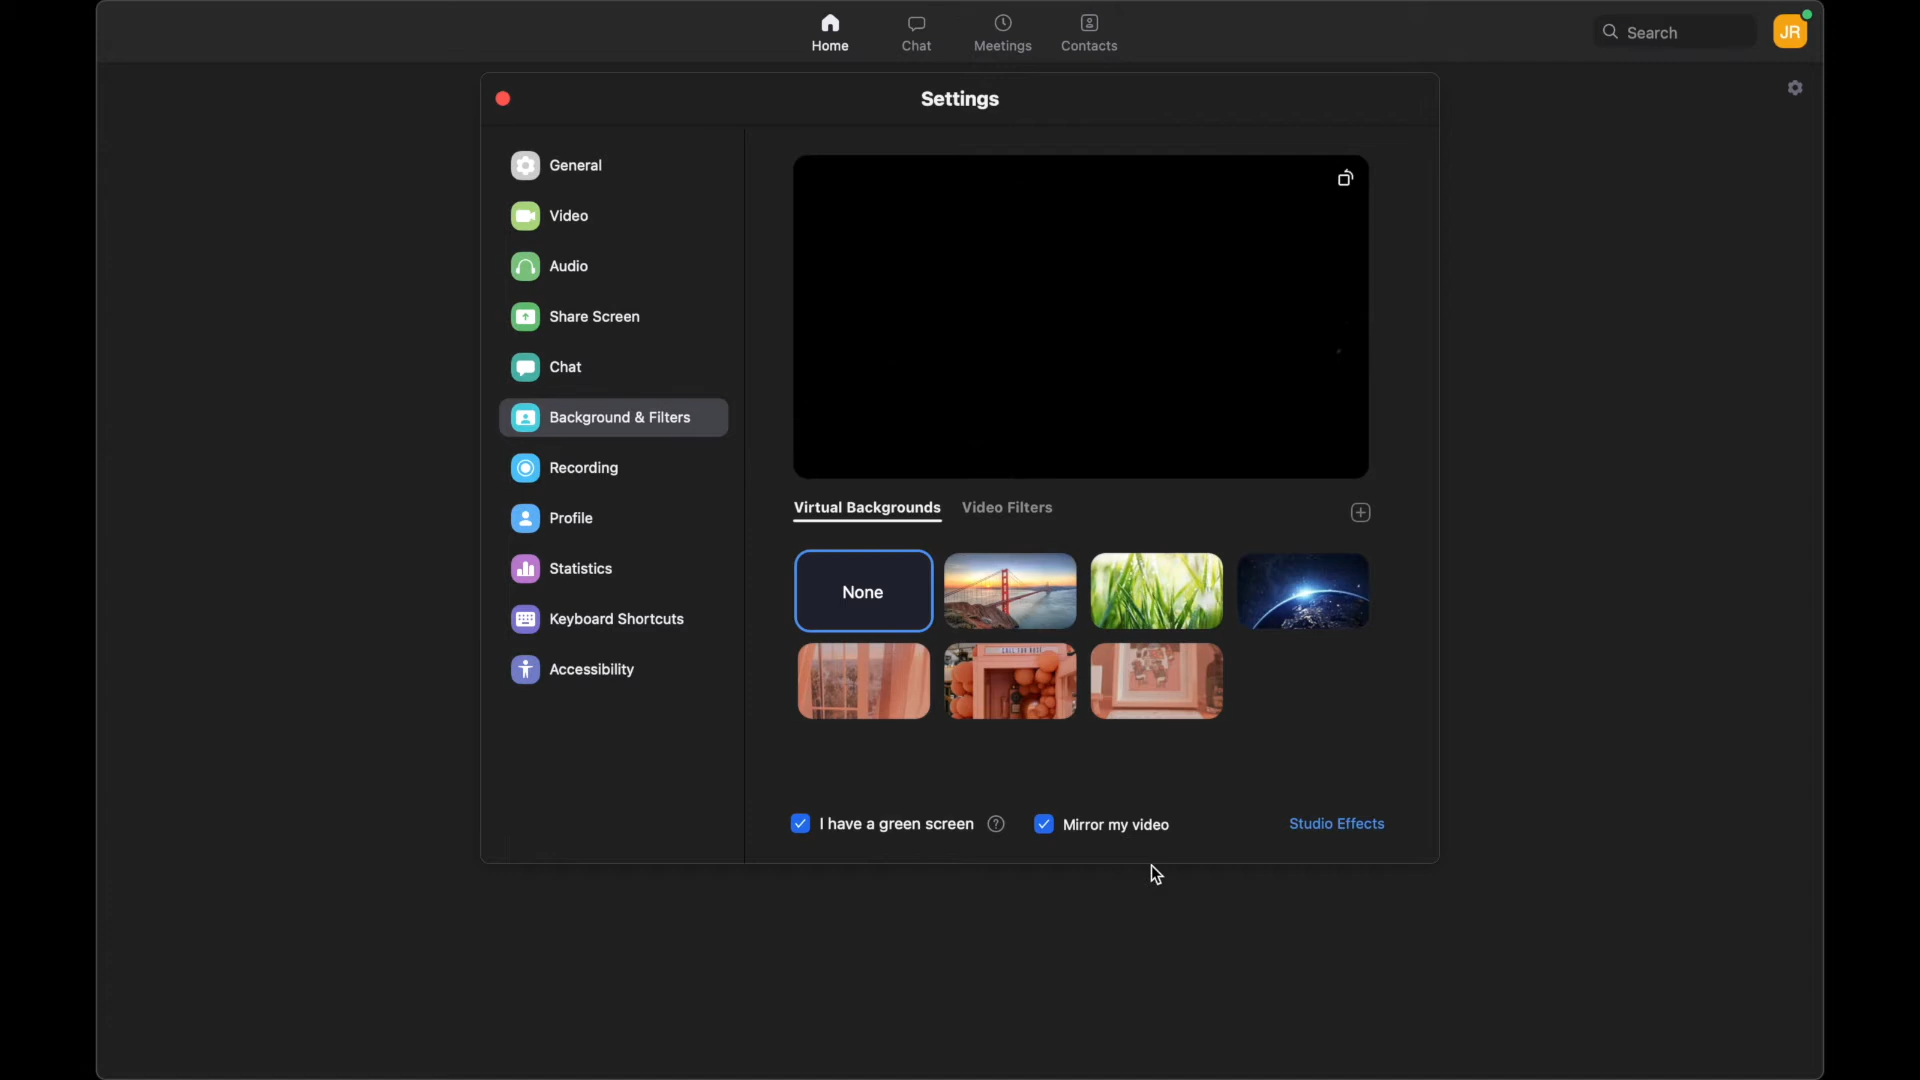 Home
Chat
Meetings
Contacts
Search
JR
Settings
General
Video
Audio
Share Screen
Chat
Background & Filters
Recording
Profile
Statistics
Keyboard Shortcuts
Accessibility
Virtual Backgrounds
Video Filters
None
I have a green screen
Mirror my video
Studio Effects